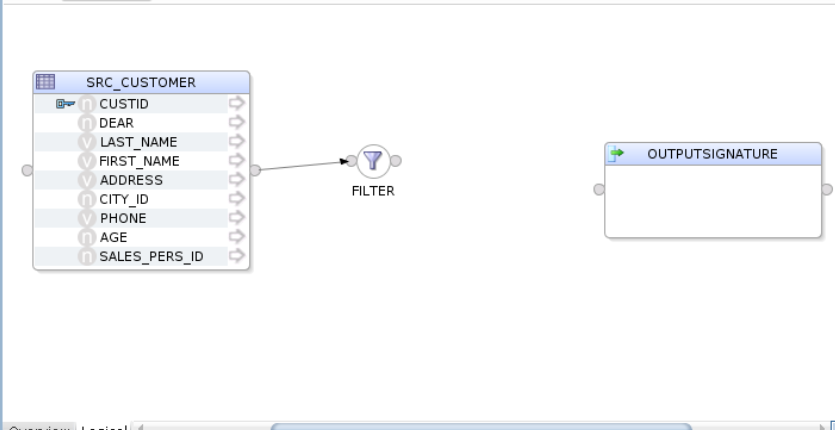 SRC_CUSTOMER
CUSTID
DEAR
LAST_NAME
FIRST_NAME
ADDRESS
CITY_ID
PHONE
AGE
SALES_PERS_ID
FILTER
OUTPUTSIGNATURE
Overview Logical